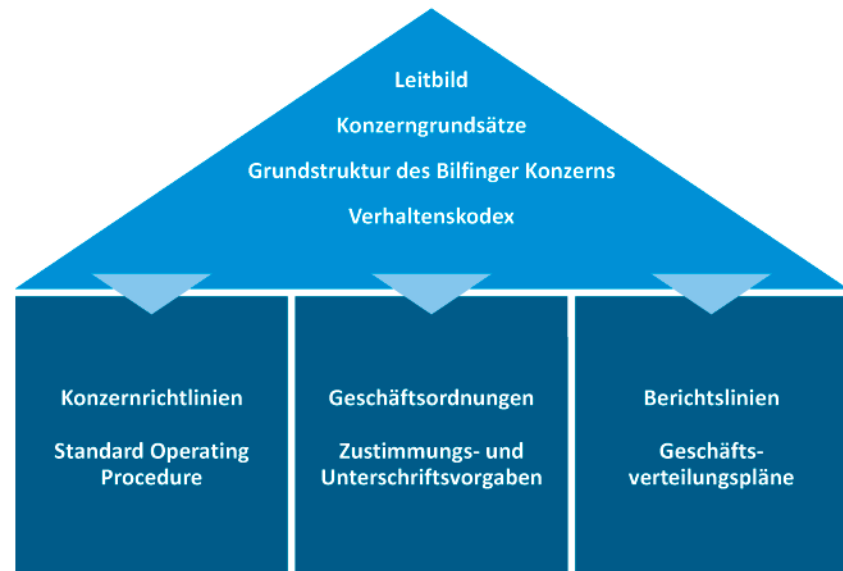 Leitbild
Konzerngrundsätze
Grundstruktur des Bilfinger Konzerns
Verhaltenskodex
Konzernrichtlinien
Standard Operating
Procedure
Geschäftsordnungen
Zustimmungs- und
Unterschriftsvorgaben
Berichtslinien
Geschäfts-
verteilungspläne